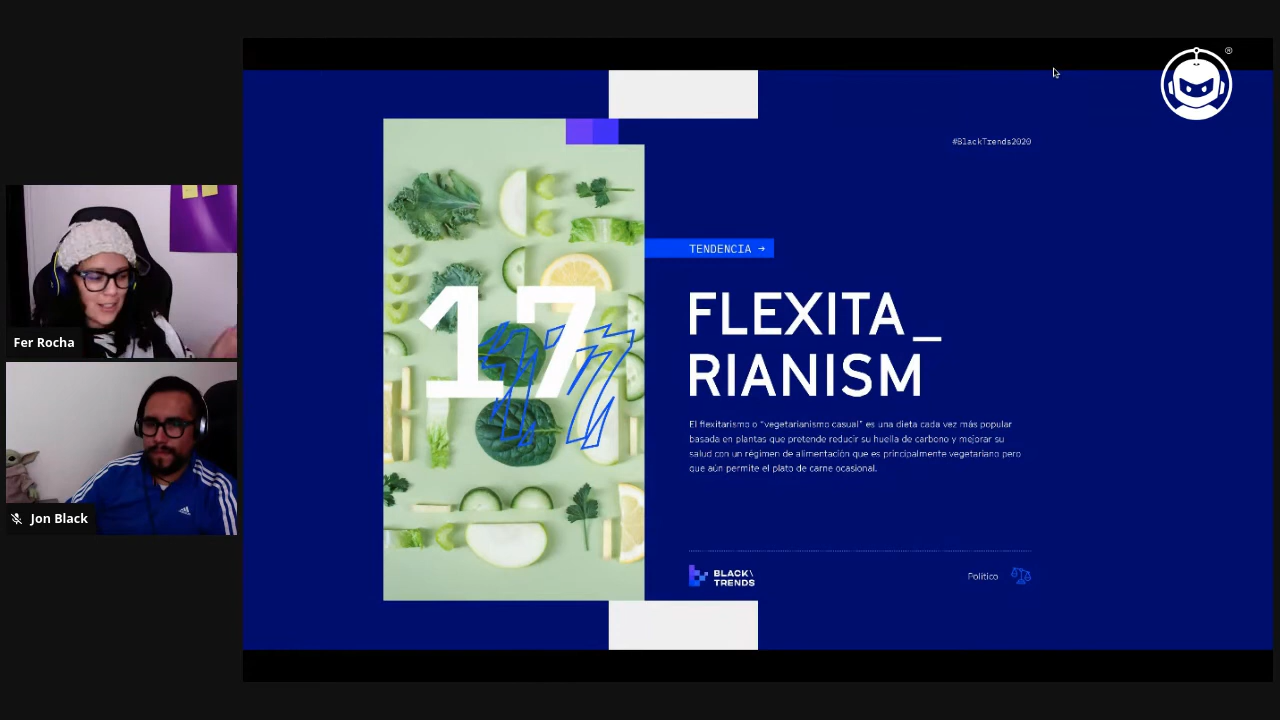 ®
#BlackTrends2020
TENDENCIA →
17
17
FLEXITA_
RIANISM
El flexitarismo o "vegetarianismo casual" es una dieta cada vez más popular
basada en plantas que pretende reducir su huella de carbono y mejorar su
salud con un régimen de alimentación que es principalmente vegetariano pero
que aún permite el plato de carne ocasional.
BLACK\
TRENDS
Político
Fer Rocha
Jon Black